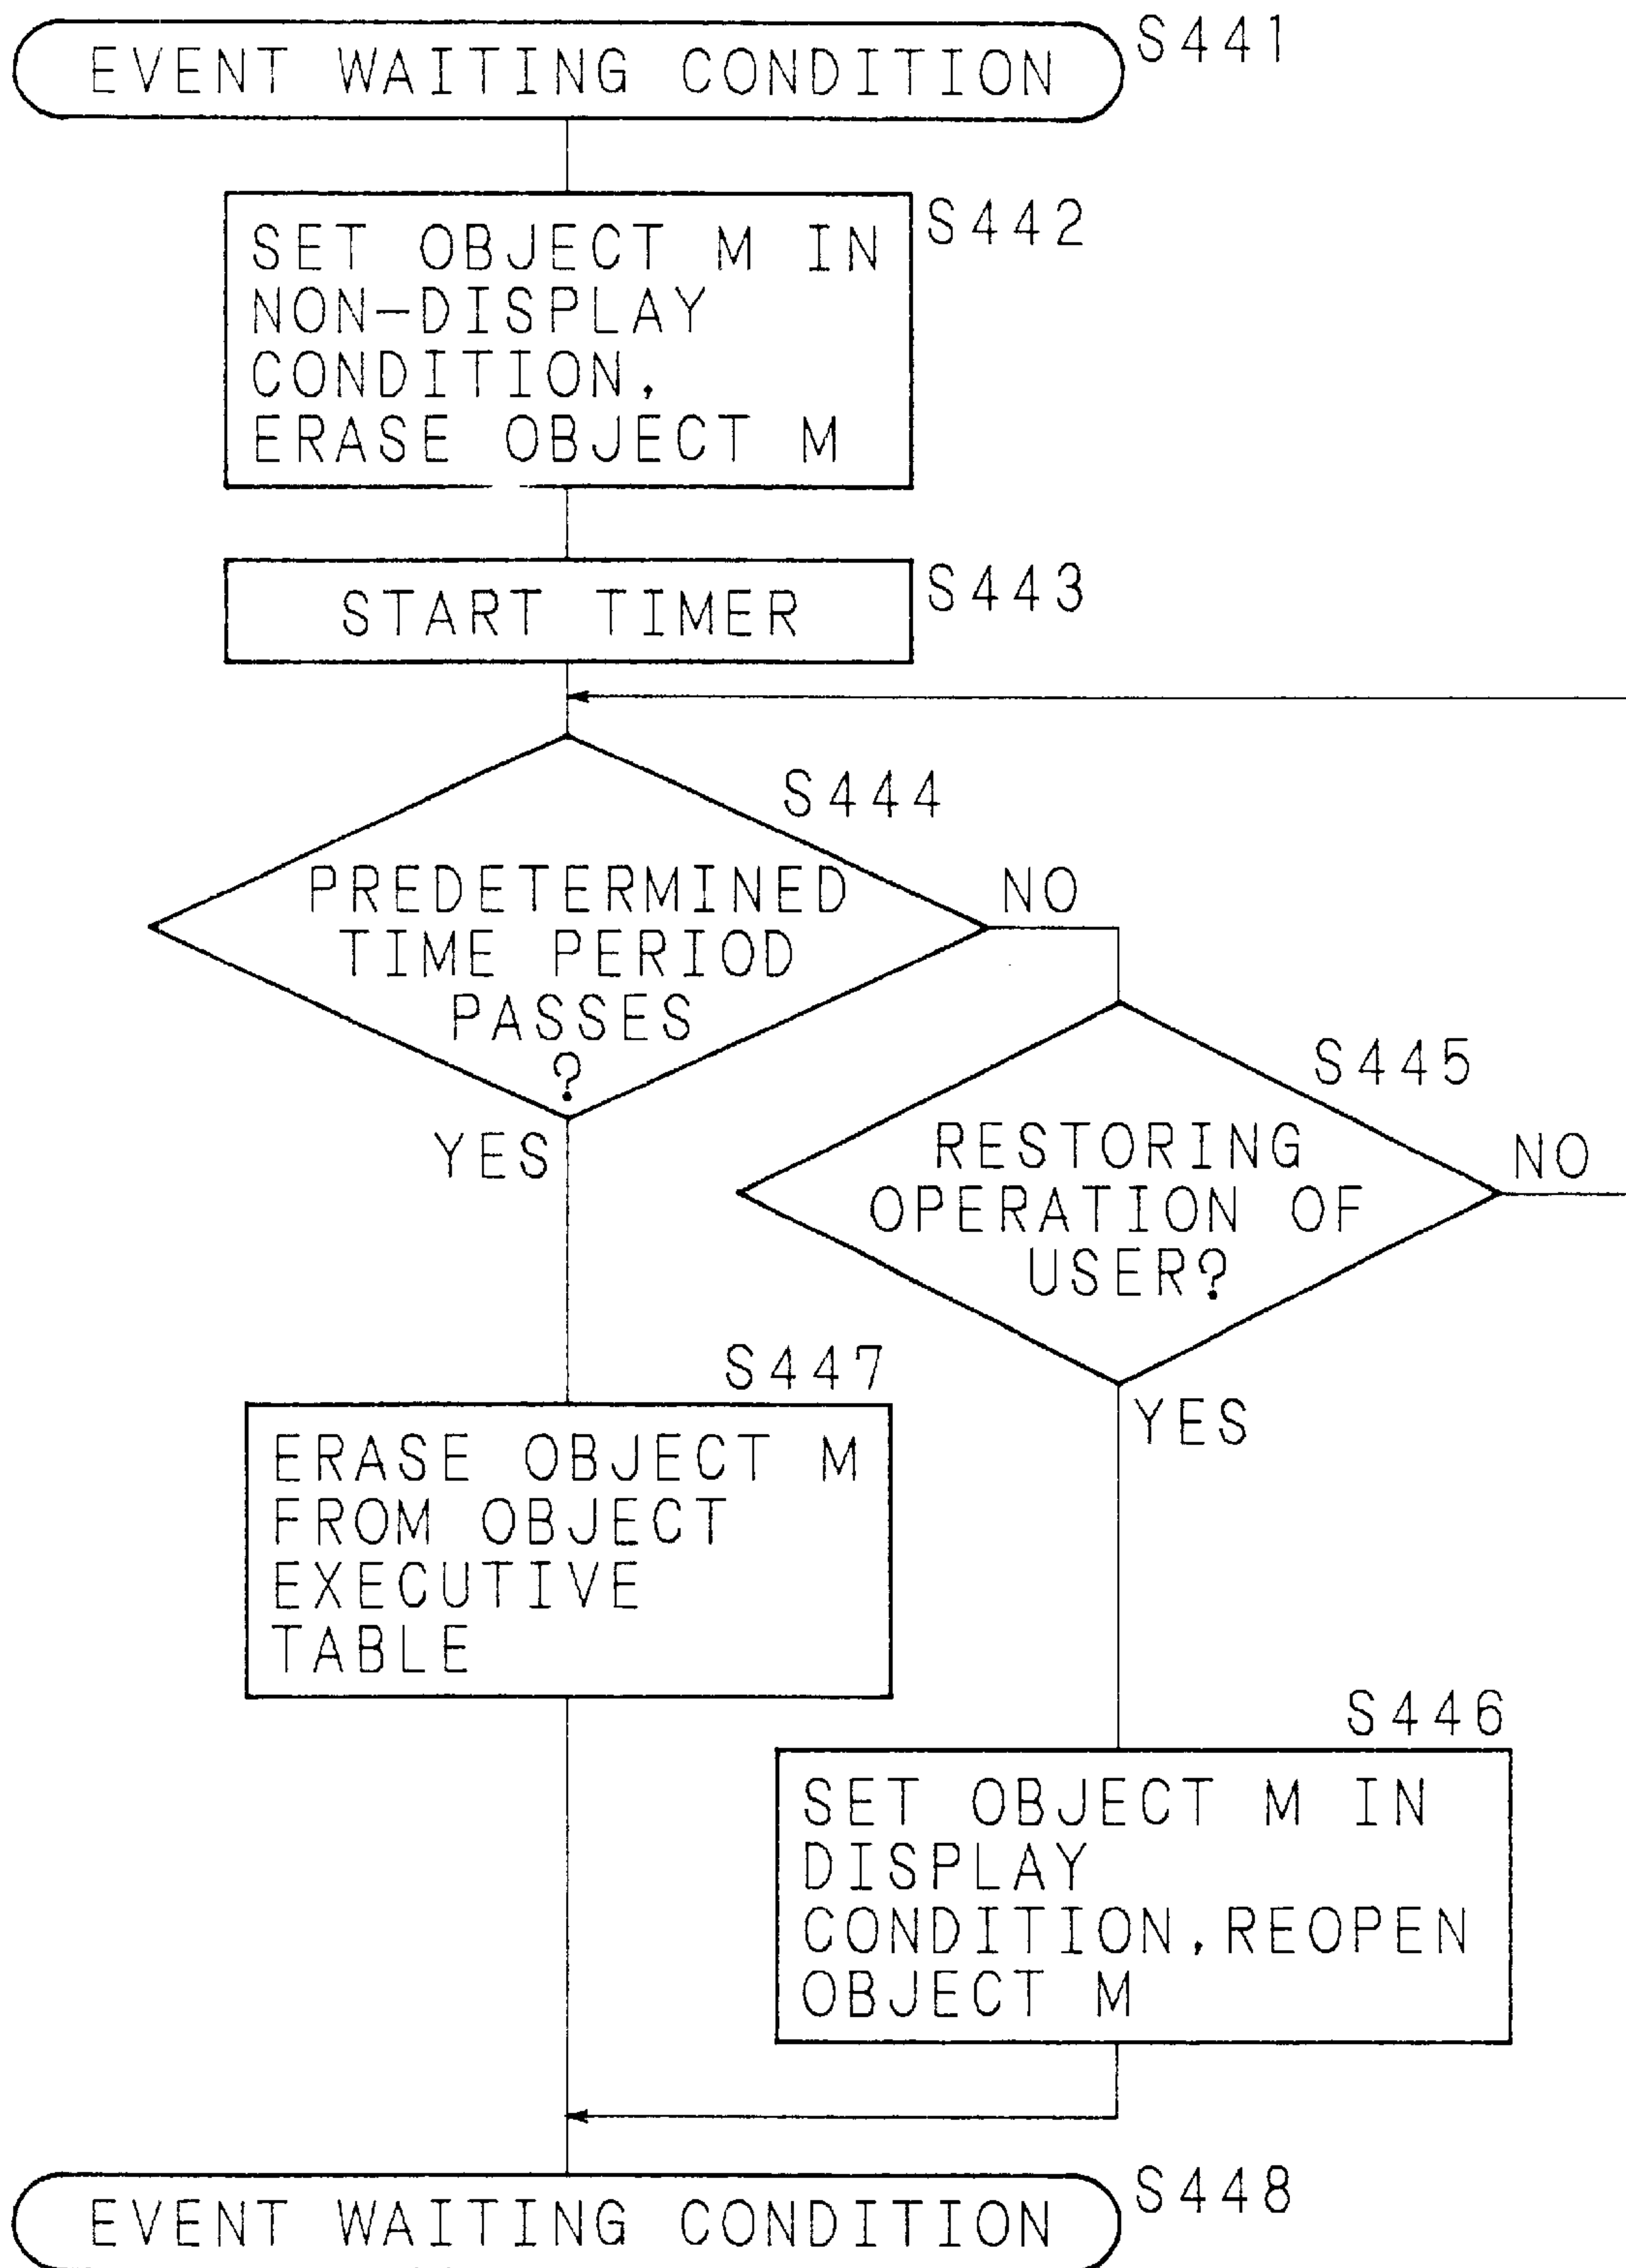 EVENT WAITING CONDITION
S441
SET OBJECT M IN
NON-DISPLAY
CONDITION,
ERASE OBJECT M
S442
START TIMER
S443
S444
PREDETERMINED
TIME PERIOD
PASSES
?
NO
YES
S445
RESTORING
OPERATION OF
USER?
NO
YES
S447
ERASE OBJECT M
FROM OBJECT
EXECUTIVE
TABLE
S446
SET OBJECT M IN
DISPLAY
CONDITION,REOPEN
OBJECT M
EVENT WAITING CONDITION
S448